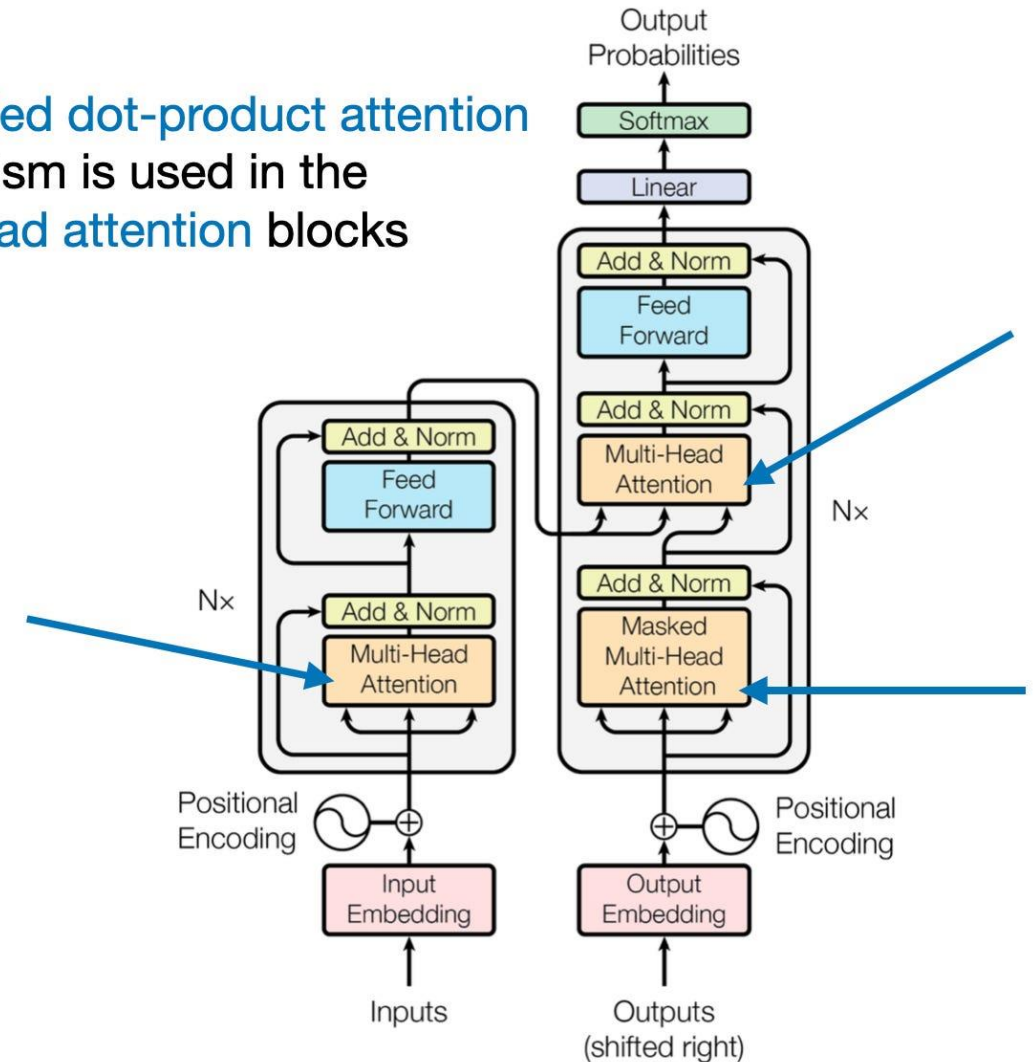 ed dot-product attention
sm is used in the
ad attention blocks
Output
Probabilities
Softmax
Linear
Add & Norm
Feed
Forward
Add & Norm
Multi-Head
Attention
Nx
Add & Norm
Masked
Multi-Head
Attention
Add & Norm
Feed
Forward
Nx
Add & Norm
Multi-Head
Attention
Positional
Encoding
Positional
Encoding
Input
Embedding
Output
Embedding
Inputs
Outputs
(shifted right)